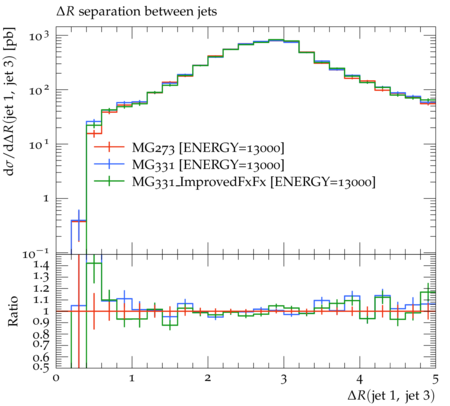 ΔR separation between jets
dσ/dΔR(jet 1, jet 3) [pb]
10³
10²
10¹
1
10⁻¹
MG273 [ENERGY=13000]
MG331 [ENERGY=13000]
MG331_ImprovedFxFx [ENERGY=13000]
Ratio
1.4
1.3
1.2
1.1
1
0.9
0.8
0.7
0.6
0.5
0 1 2 3 4 5
ΔR(jet 1, jet 3)